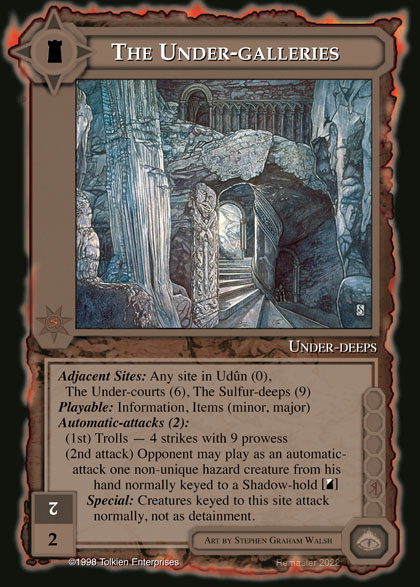 The Under-galleries
Under-deeps
Adjacent Sites: Any site in Udûn (0),
The Under-courts (6), The Sulfur-deeps (9)
Playable: Information, Items (minor, major)
Automatic-attacks (2):
(1st) Trolls — 4 strikes with 9 prowess
(2nd attack) Opponent may play as an automatic-
attack one non-unique hazard creature from his
hand normally keyed to a Shadow-hold []
Special: Creatures keyed to this site attack
normally, not as detainment.
2
2
Art by Stephen Graham Walsh
©1998 Tolkien Enterprises
Remaster 2022